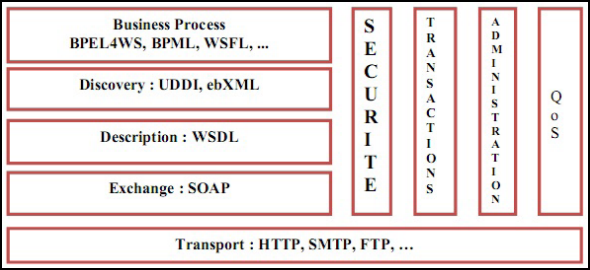 Business Process
BPEL4WS, BPML, WSFL, ...
Discovery : UDDI, ebXML
Description : WSDL
Exchange : SOAP
SECURITE
TRANSACTIONS
ADMINISTRATION
QoS
Transport : HTTP, SMTP, FTP, …